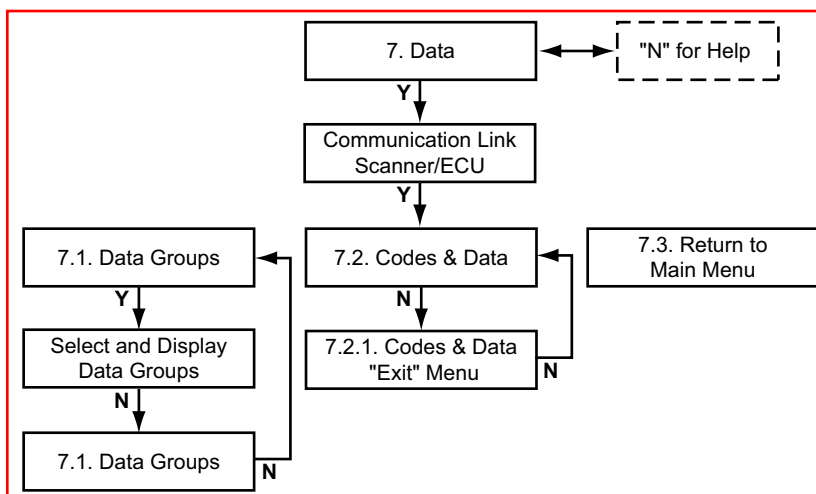 7. Data
"N" for Help
Y
Communication Link
Scanner/ECU
Y
7.1. Data Groups
7.2. Codes & Data
7.3. Return to
Main Menu
Y
N
Select and Display
Data Groups
7.2.1. Codes & Data
"Exit" Menu
N
N
7.1. Data Groups
N